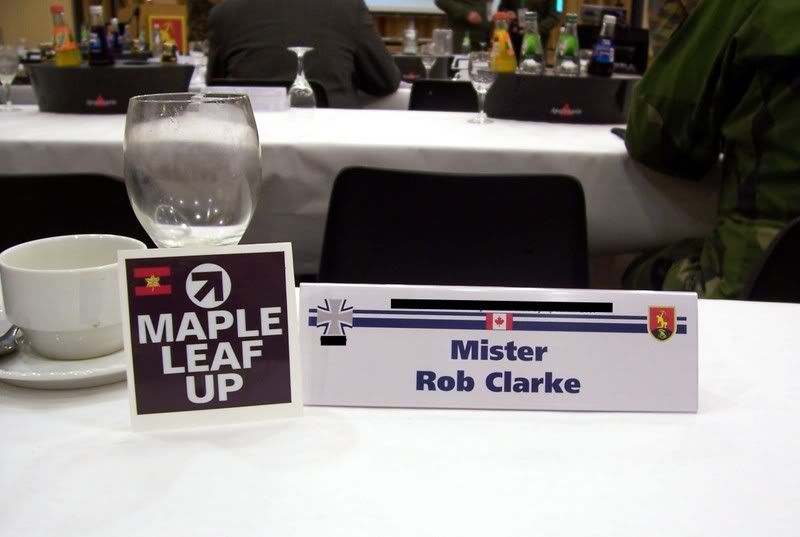 MAPLE
LEAF
UP
Mister
Rob Clarke